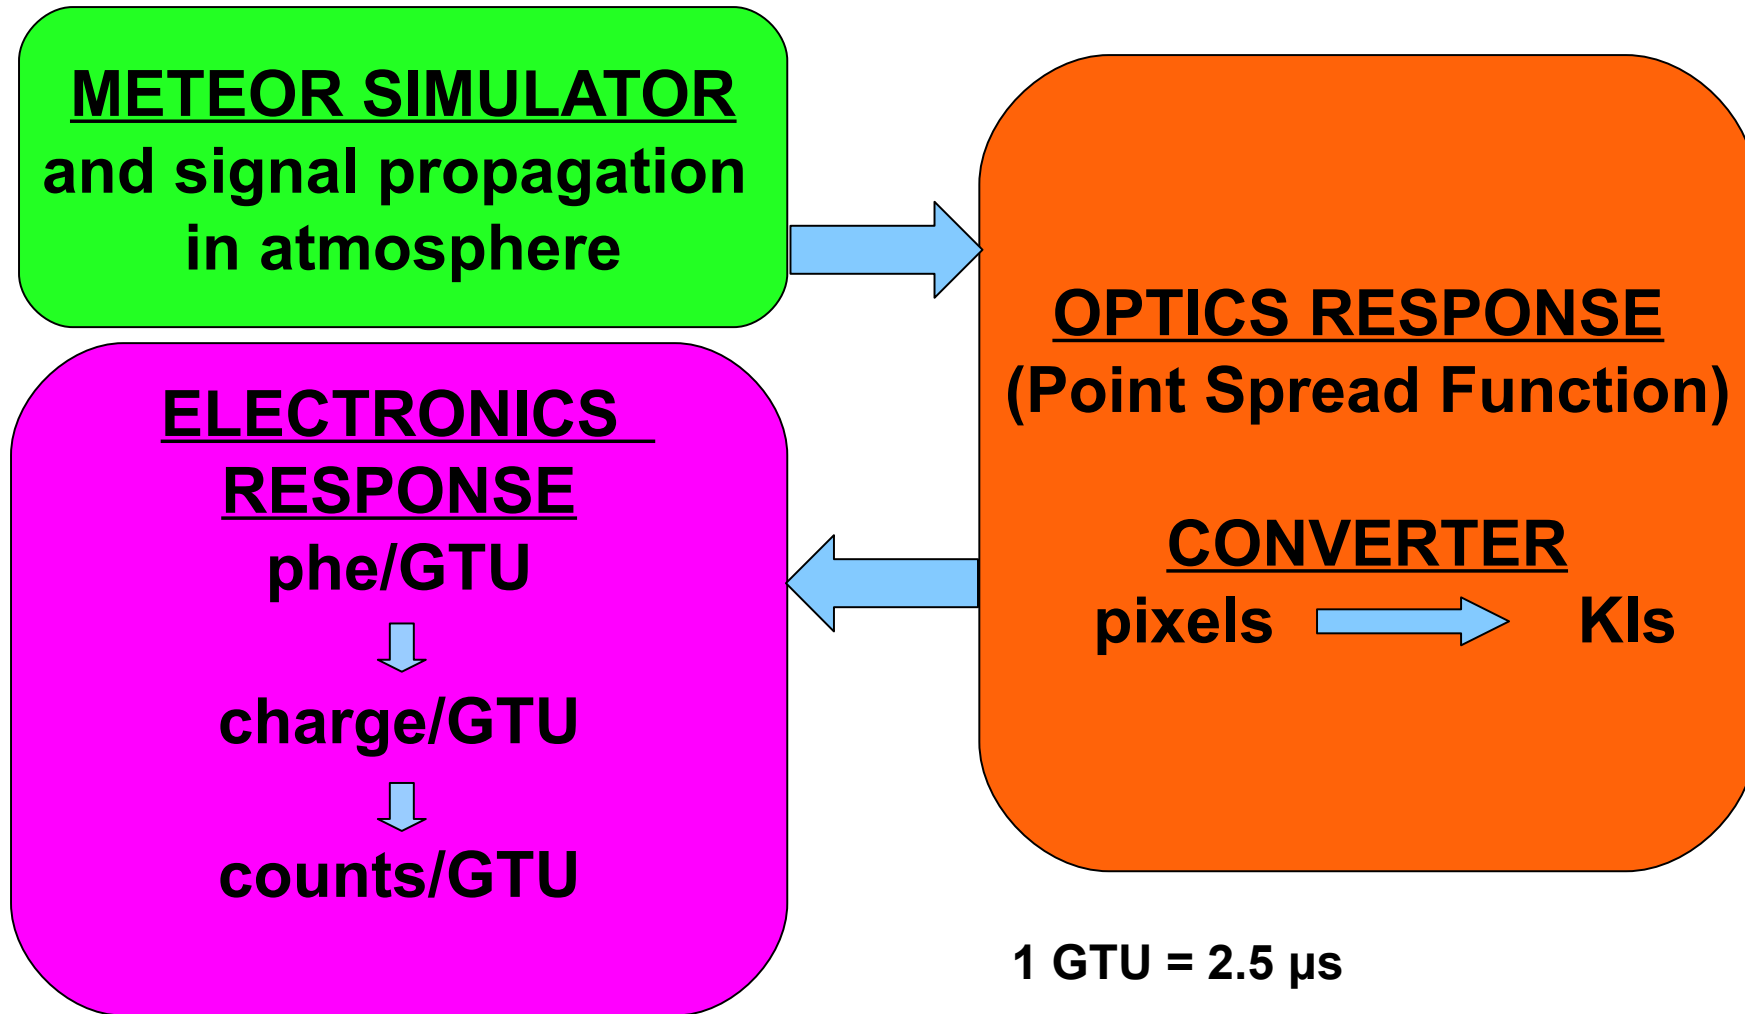 METEOR SIMULATOR
and signal propagation
in atmosphere
OPTICS RESPONSE
(Point Spread Function)
CONVERTER
pixels KIs
ELECTRONICS
RESPONSE
phe/GTU
charge/GTU
counts/GTU
1 GTU = 2.5 µs